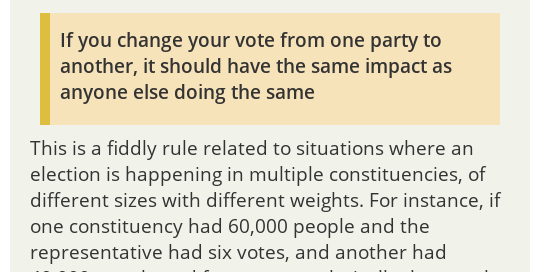 If you change your vote from one party to
another, it should have the same impact as
anyone else doing the same
This is a fiddly rule related to situations where an
election is happening in multiple constituencies, of
different sizes with different weights. For instance, if
one constituency had 60,000 people and the
representative had six votes, and another had